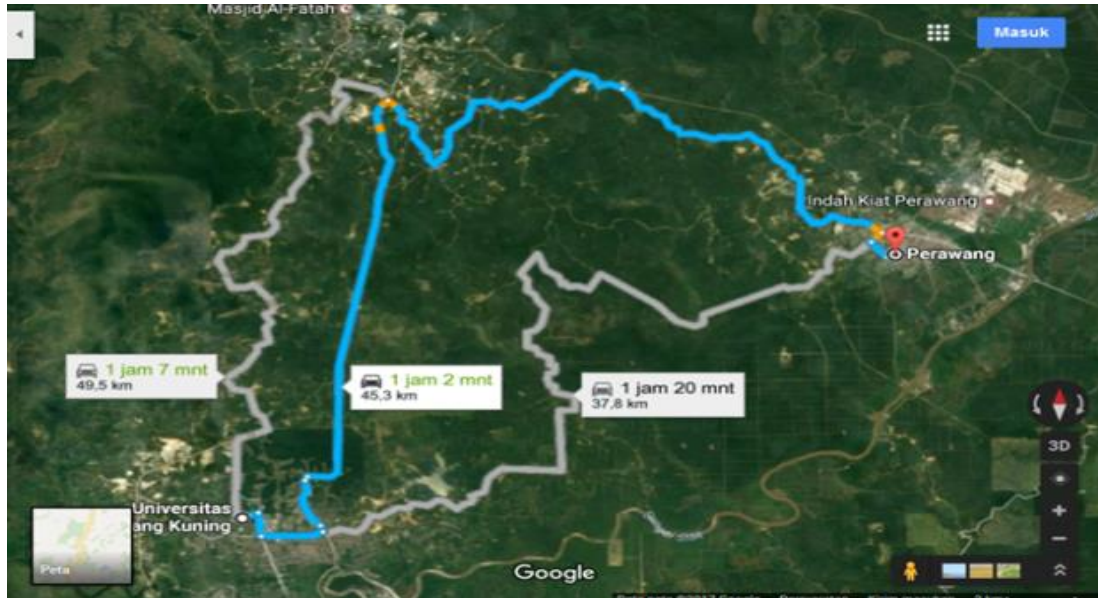 Masjid Al-Fatah
Masuk
Indah Kiat Perawang
Perawang
1 jam 7 mnt
49,5 km
1 jam 2 mnt
45,3 km
1 jam 20 mnt
37,8 km
3D
Universitas
ang Kuning
Peta
Google